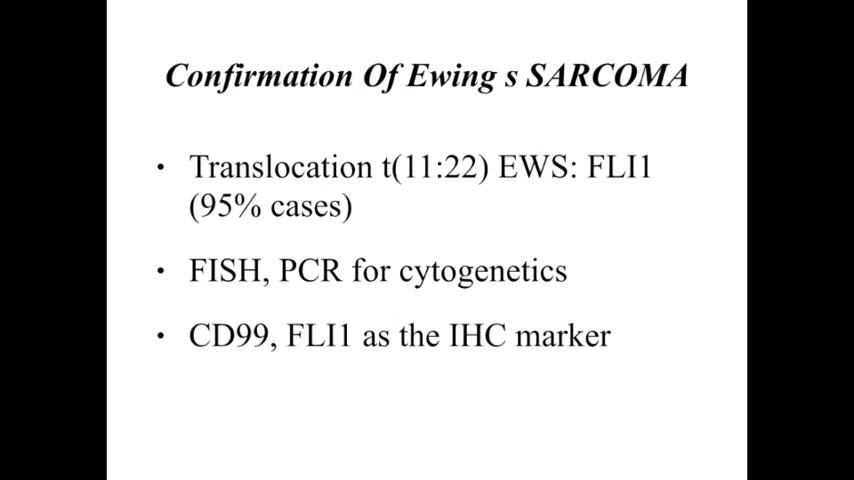 Confirmation Of Ewing s SARCOMA
• Translocation t(11:22) EWS: FLI1
(95% cases)
• FISH, PCR for cytogenetics
• CD99, FLI1 as the IHC marker